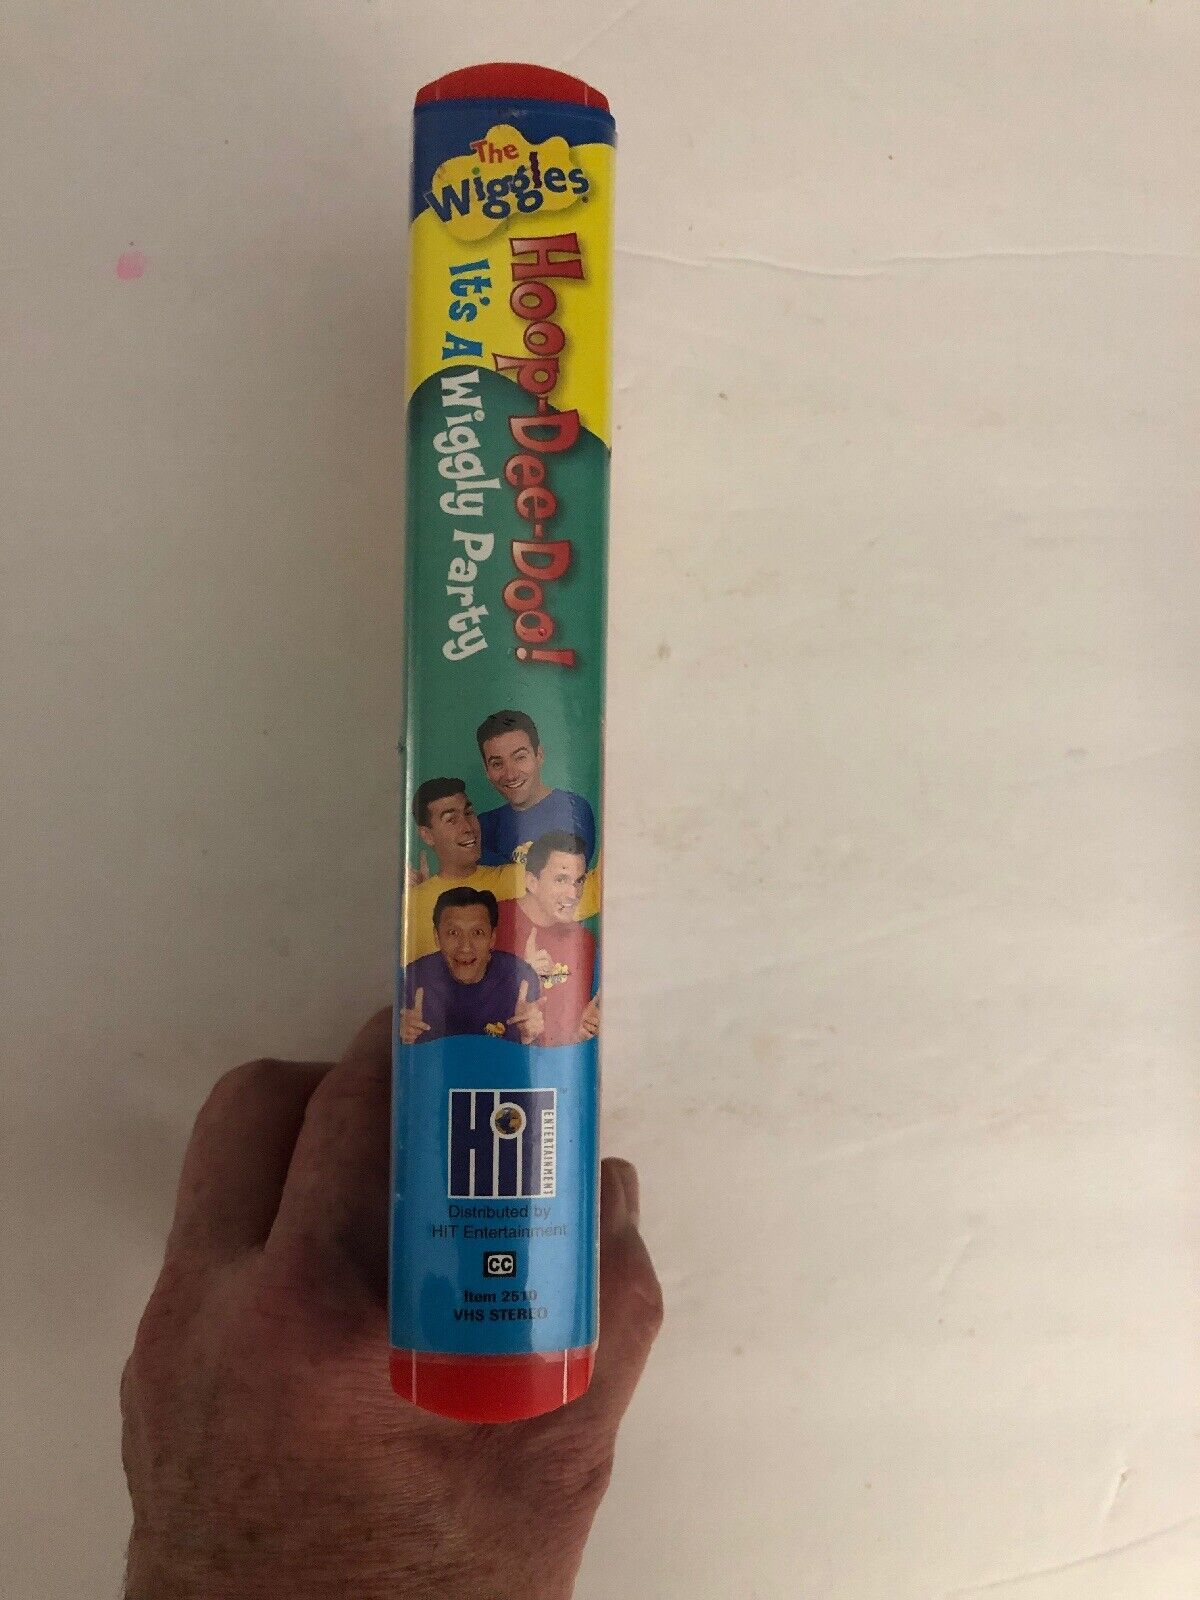 The
Wiggles
Hoop-Dee-Doo!
It's A Wiggly Party
HiT
ENTERTAINMENT
TM
Distributed by
HIT Entertainment
CC
Item 2510
VHS STEREO